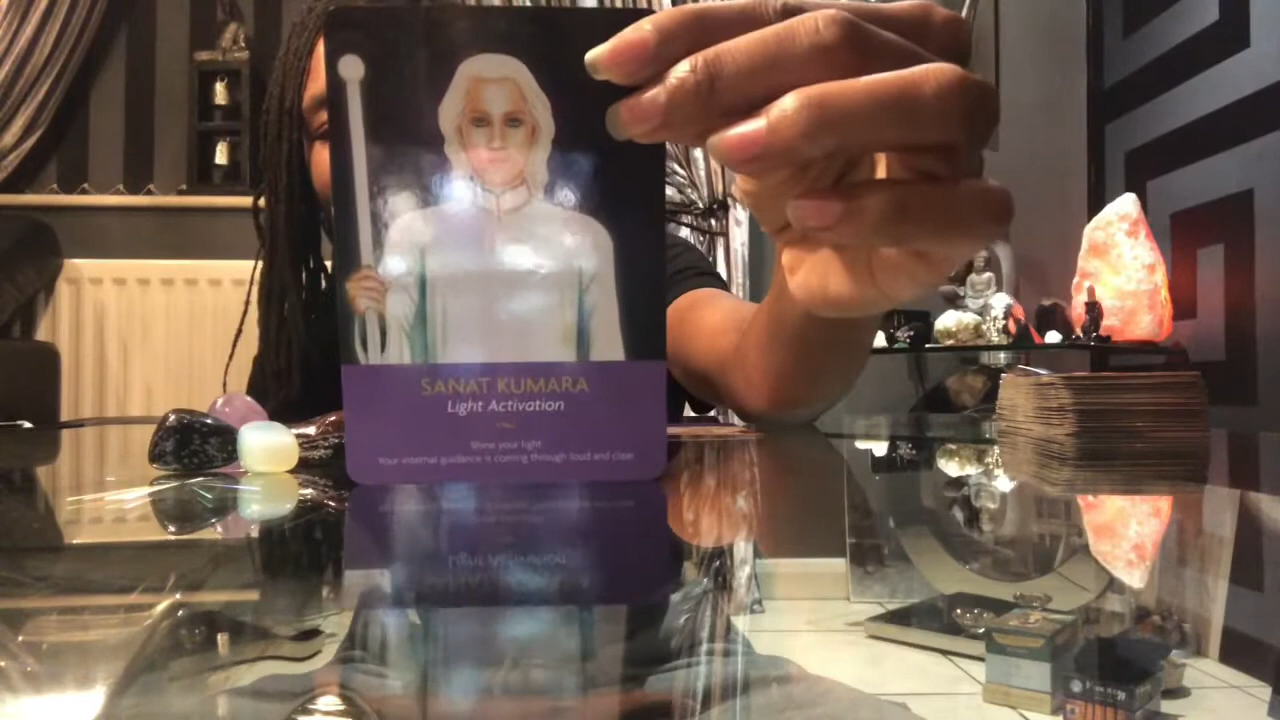 SANAT KUMARA
Light Activation
Shine your light
Your internal guidance is coming through loud and clear